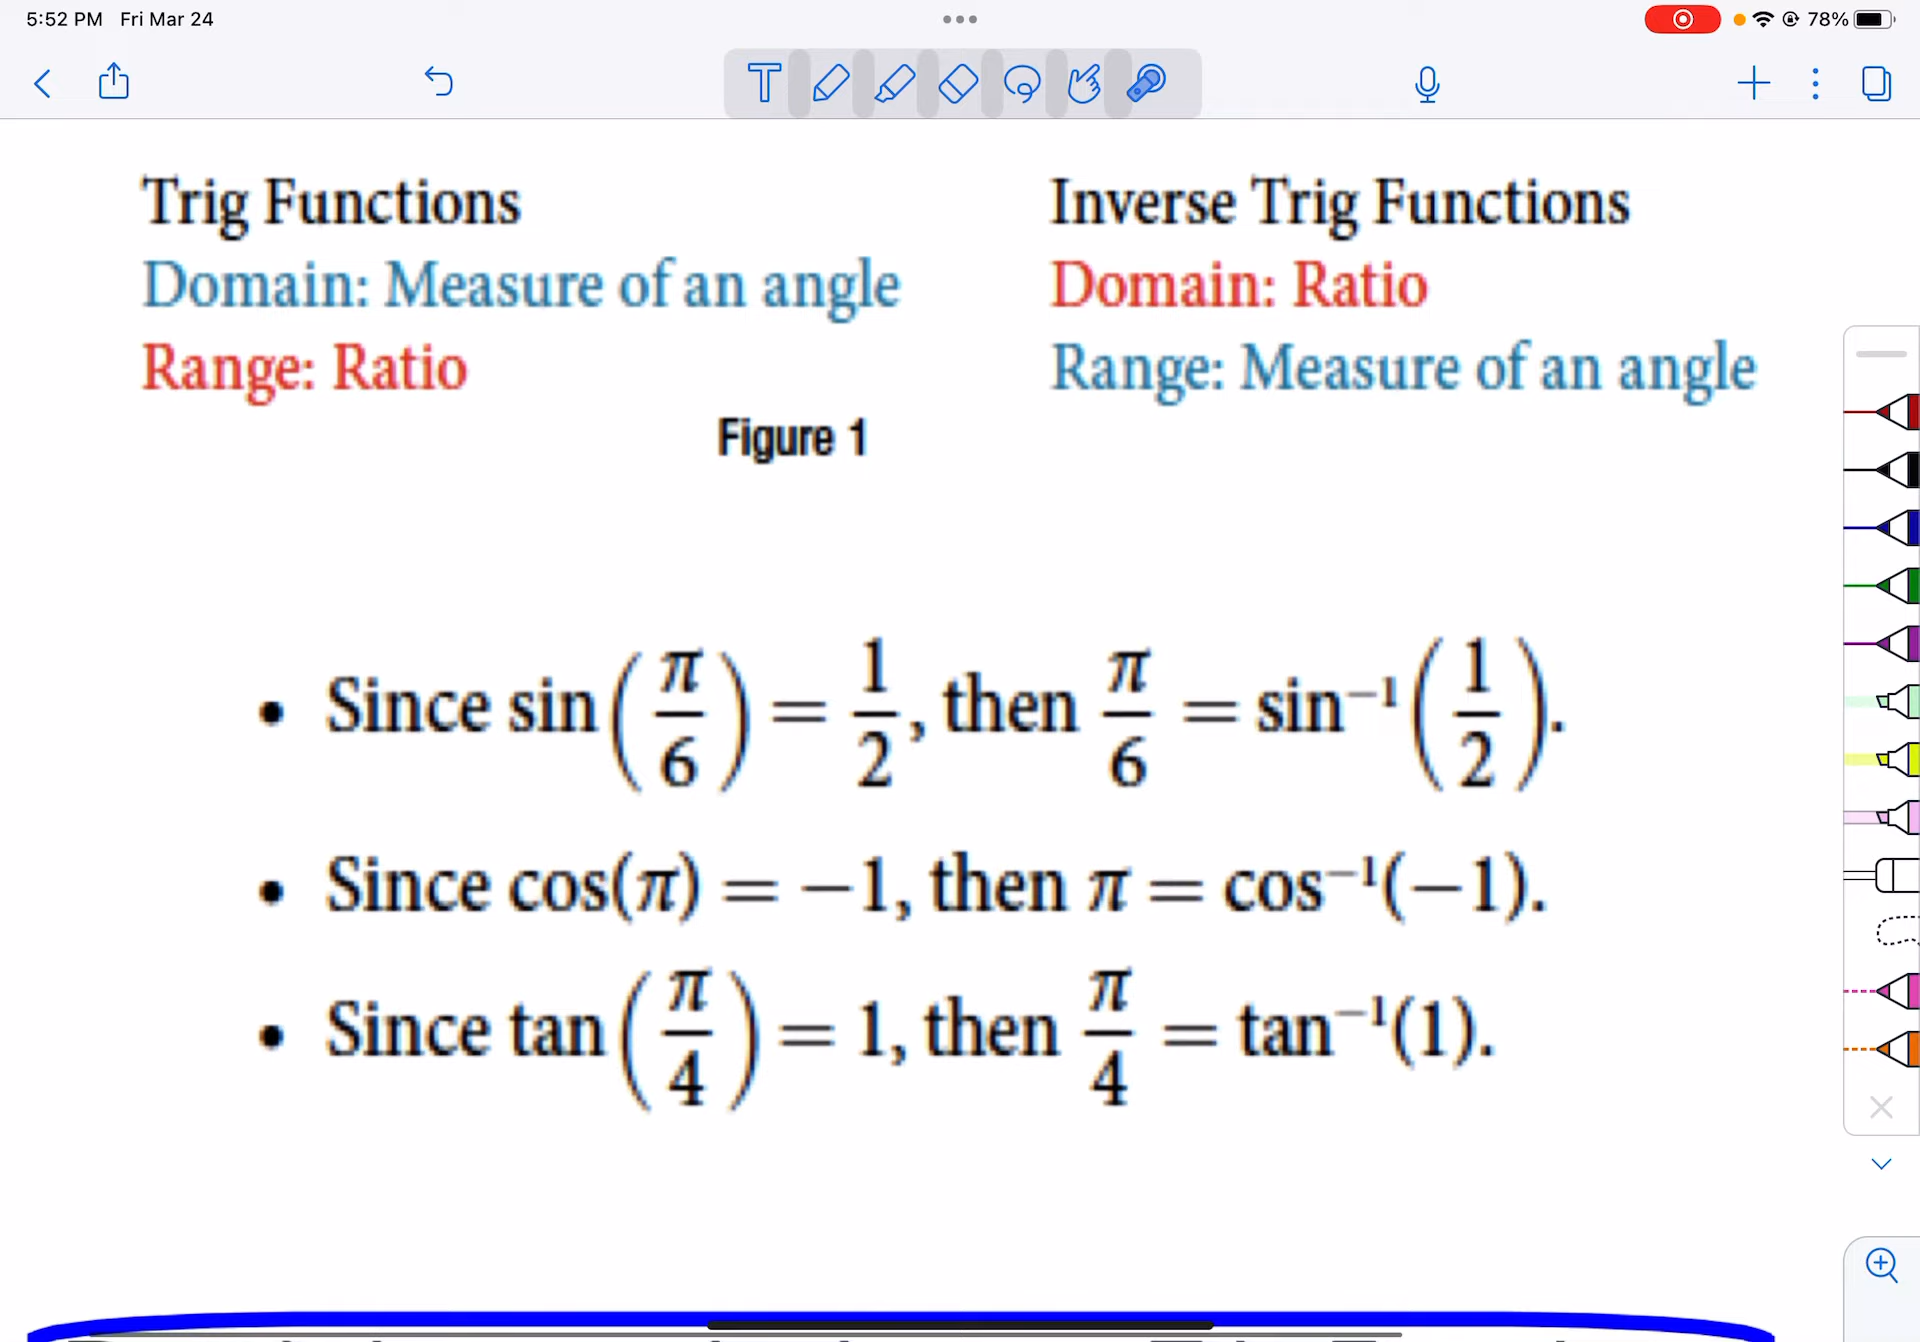 5:52 PM Fri Mar 24
78%
Trig Functions
Domain: Measure of an angle
Range: Ratio
Inverse Trig Functions
Domain: Ratio
Range: Measure of an angle
Figure 1
• Since sin(π/6) = 1/2, then π/6 = sin⁻¹(1/2).
• Since cos(π) = −1, then π = cos⁻¹(−1).
• Since tan(π/4) = 1, then π/4 = tan⁻¹(1).